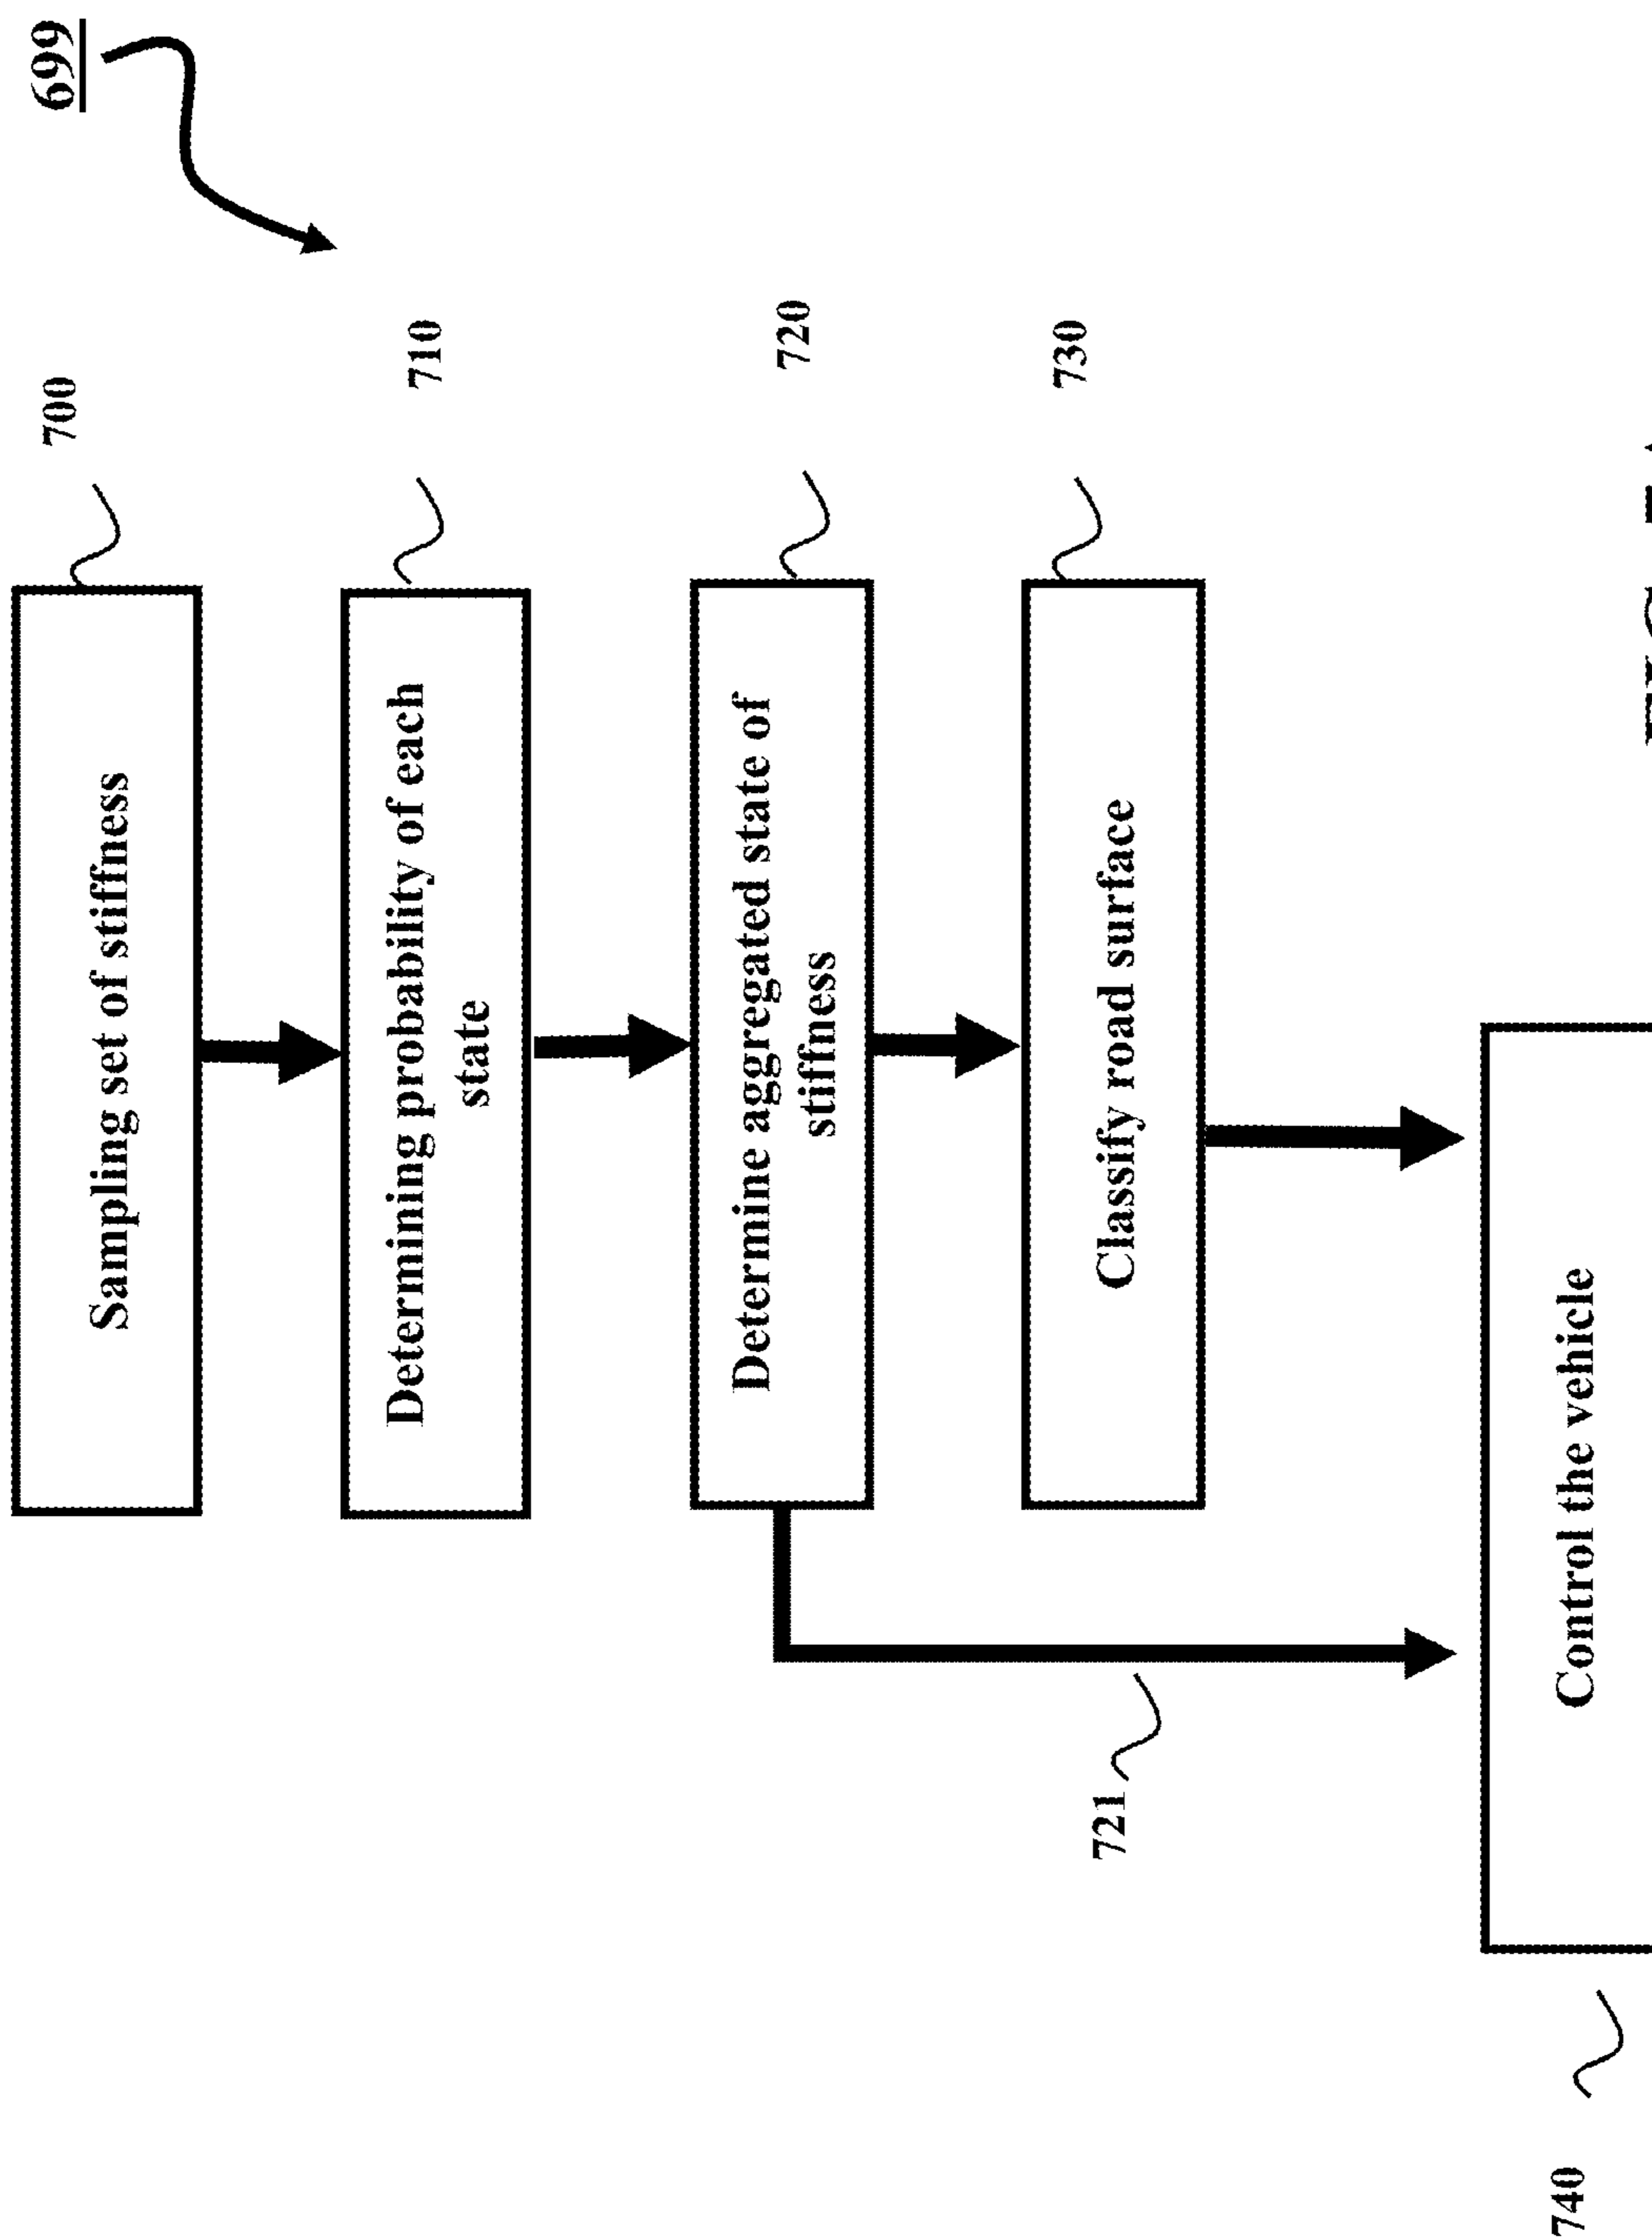 699
700
Sampling set of stiffness
710
Determining probability of each
state
720
Determine aggregated state of
stiffness
730
Classify road surface
721
Control the vehicle
740